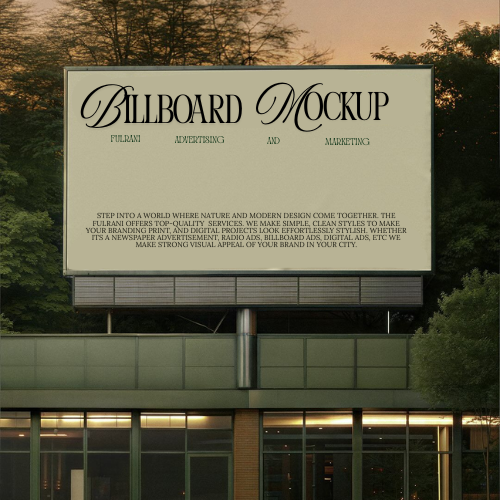 BILLBOARD MOCKUP
FULRANI ADVERTISING AND MARKETING
STEP INTO A WORLD WHERE NATURE AND MODERN DESIGN COME TOGETHER. THE
FULRANI OFFERS TOP-QUALITY SERVICES. WE MAKE SIMPLE, CLEAN STYLES TO MAKE
YOUR BRANDING PRINT, AND DIGITAL PROJECTS LOOK EFFORTLESSLY STYLISH. WHETHER
ITS A NEWSPAPER ADVERTISEMENT, RADIO ADS, BILLBOARD ADS, DIGITAL ADS, ETC WE
MAKE STRONG VISUAL APPEAL OF YOUR BRAND IN YOUR CITY.